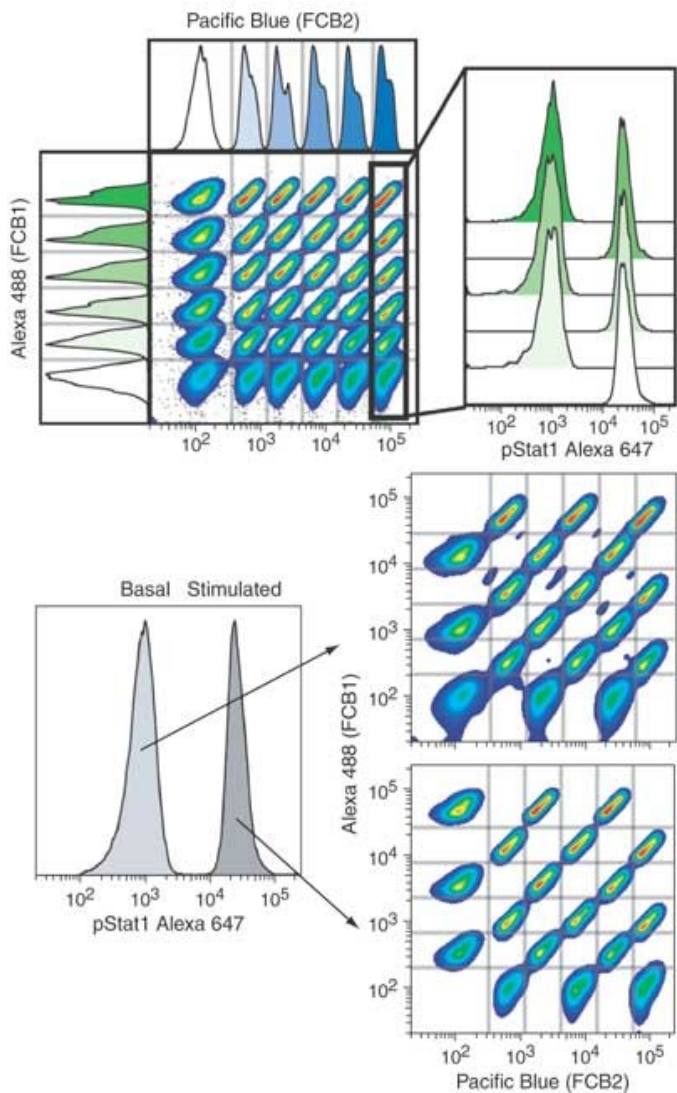 Pacific Blue (FCB2)
Alexa 488 (FCB1)
10² 10³ 10⁴ 10⁵
10² 10³ 10⁴ 10⁵
pStat1 Alexa 647
Basal Stimulated
10² 10³ 10⁴ 10⁵
pStat1 Alexa 647
Alexa 488 (FCB1)
10⁵
10⁴
10³
10²
10⁵
10⁴
10³
10²
10² 10³ 10⁴ 10⁵
Pacific Blue (FCB2)